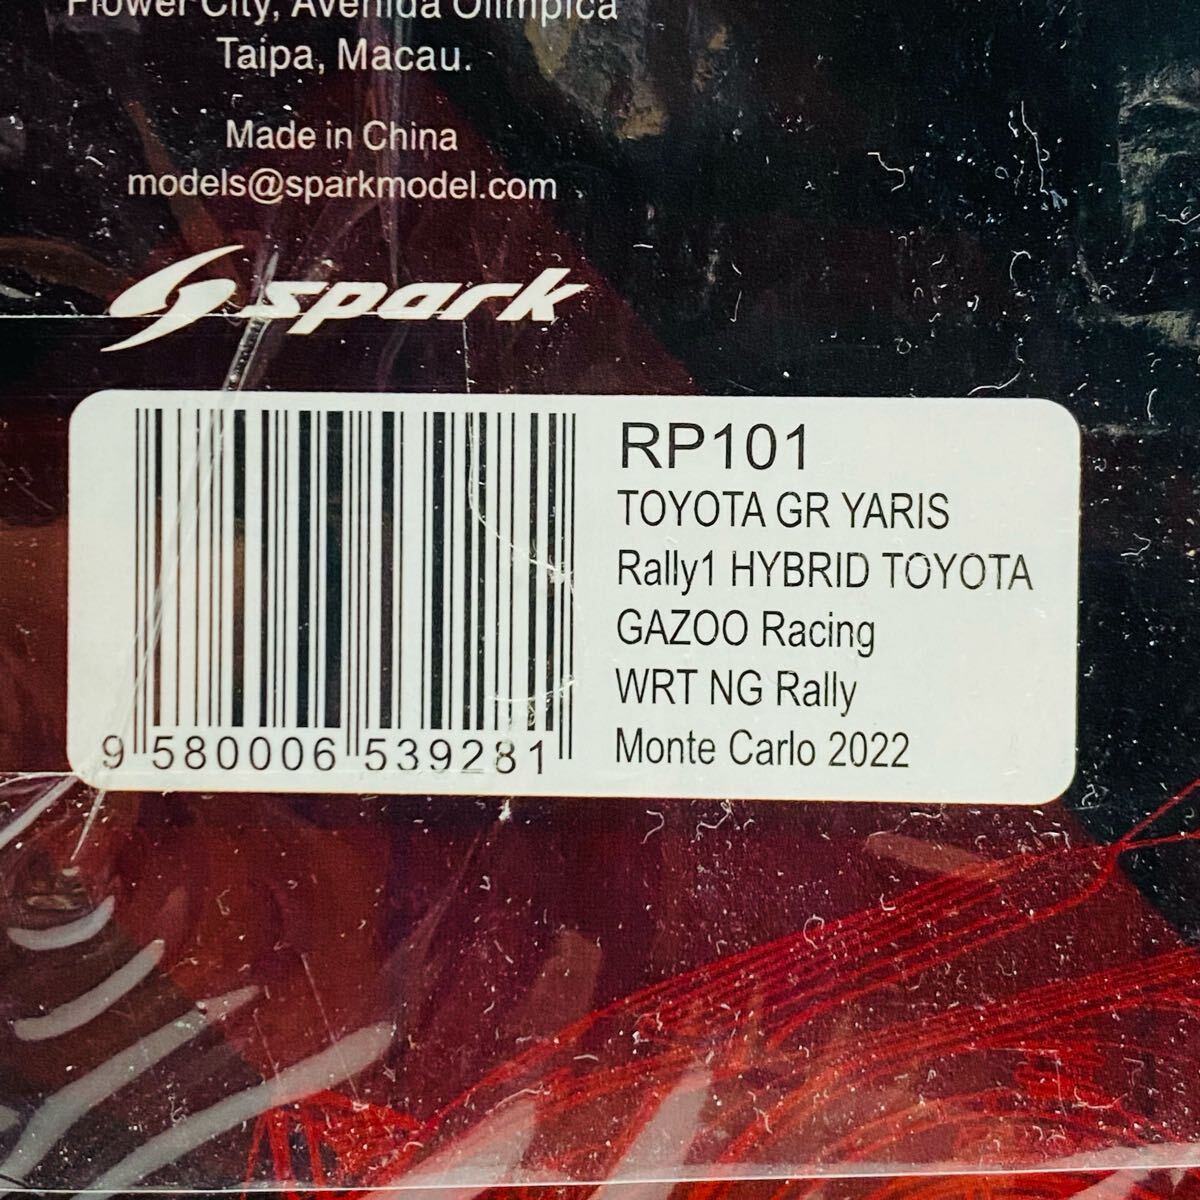 Flower City, Avenida Olimpica
Taipa, Macau.
Made in China
models@sparkmodel.com
spark
RP101
TOYOTA GR YARIS
Rally1 HYBRID TOYOTA
GAZOO Racing
WRT NG Rally
Monte Carlo 2022
9 580006 539281